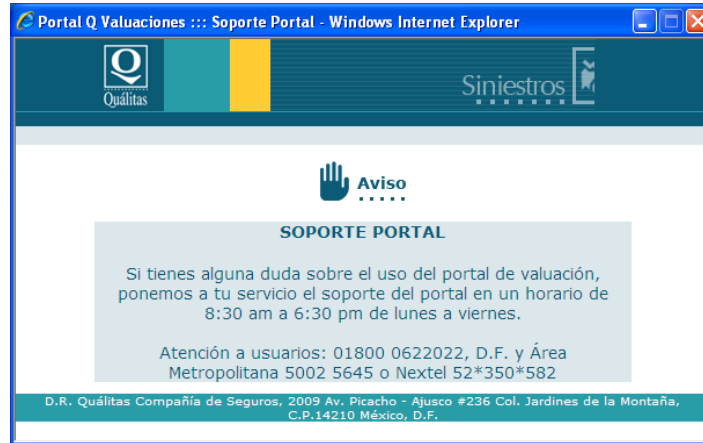 Portal Q Valuaciones ::: Soporte Portal - Windows Internet Explorer
Q
Quálitas
Siniestros
Aviso
SOPORTE PORTAL
Si tienes alguna duda sobre el uso del portal de valuación,
ponemos a tu servicio el soporte del portal en un horario de
8:30 am a 6:30 pm de lunes a viernes.
Atención a usuarios: 01800 0622022, D.F. y Área
Metropolitana 5002 5645 o Nextel 52*350*582
D.R. Quálitas Compañía de Seguros, 2009 Av. Picacho - Ajusco #236 Col. Jardines de la Montaña,
C.P.14210 México, D.F.